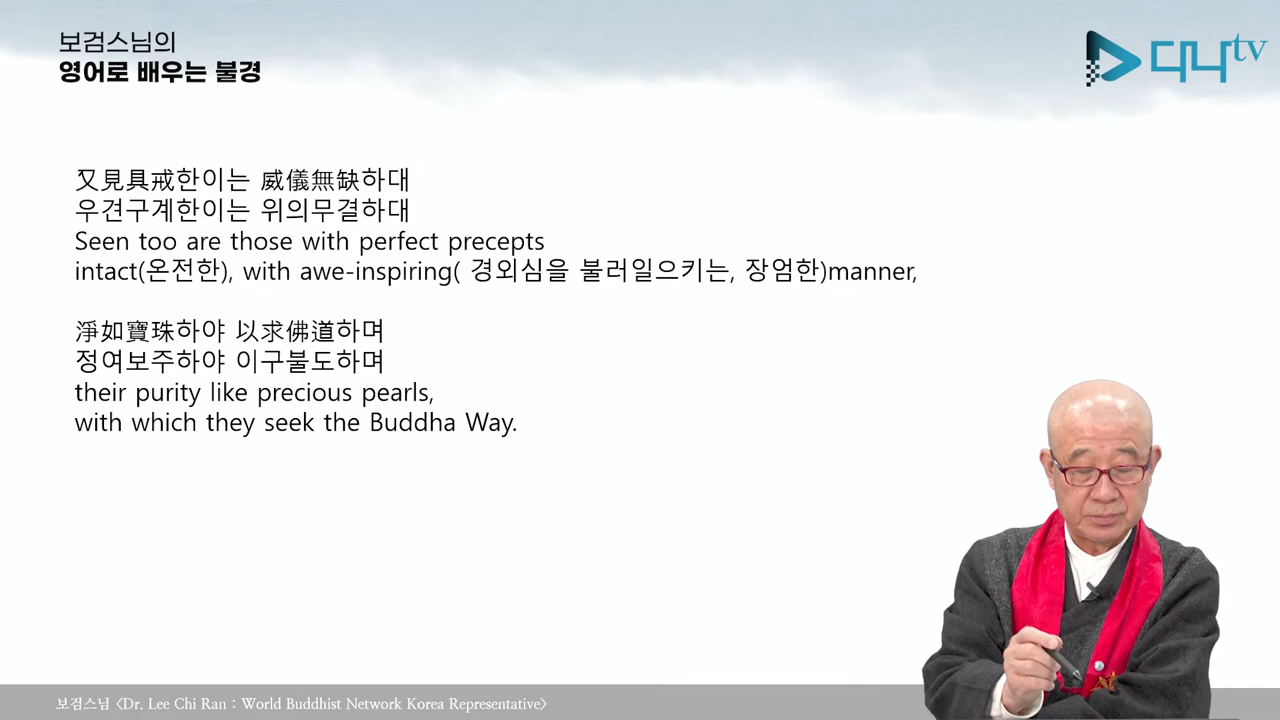 보검스님의
영어로 배우는 불경
디나tv
又見具戒한이는 威儀無缺하대
우견구계한이는 위의무결하대
Seen too are those with perfect precepts
intact(온전한), with awe-inspiring( 경외심을 불러일으키는, 장엄한)manner,
淨如寶珠하야 以求佛道하며
정여보주하야 이구불도하며
their purity like precious pearls,
with which they seek the Buddha Way.
보검스님 <Dr. Lee Chi Ran : World Buddhist Network Korea Representative>